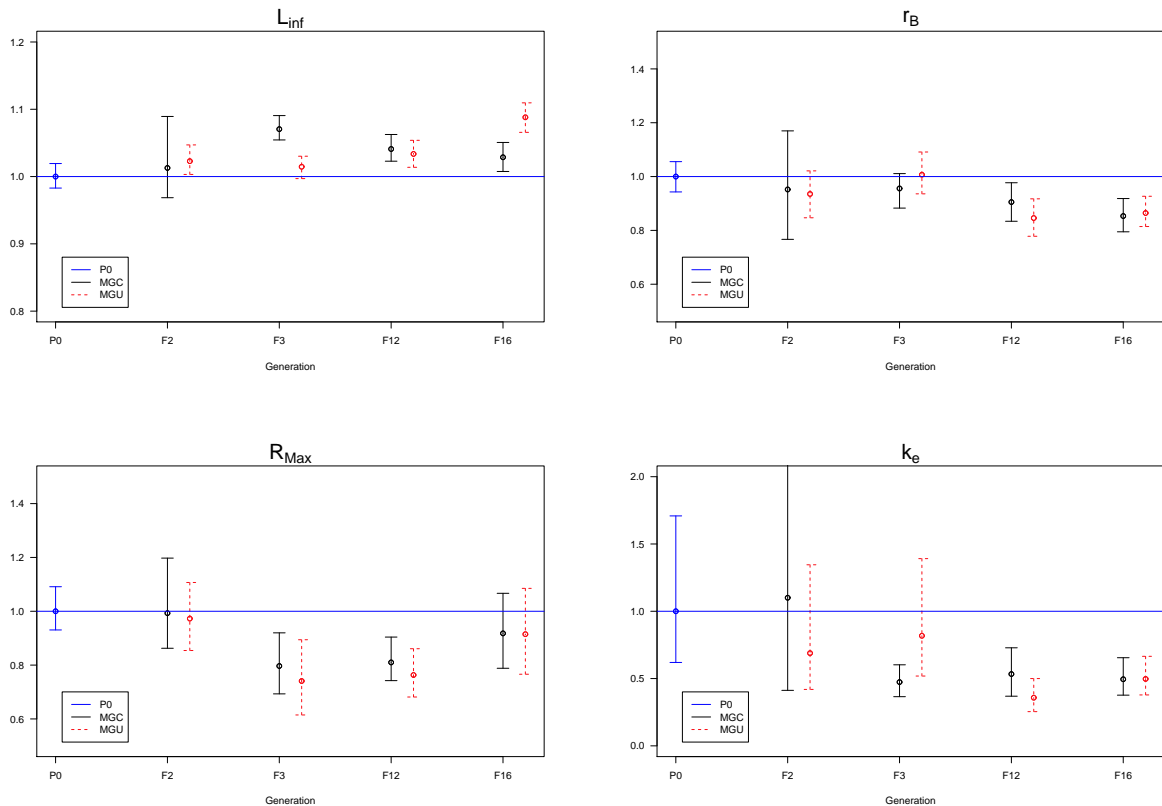 L_inf
1.2
1.1
1.0
0.9
0.8
P0
MGC
MGU
P0 F2 F3 F12 F16
Generation
r_B
1.4
1.2
1.0
0.8
0.6
P0
MGC
MGU
P0 F2 F3 F12 F16
Generation
R_Max
1.4
1.2
1.0
0.8
0.6
P0
MGC
MGU
P0 F2 F3 F12 F16
Generation
k_e
2.0
1.5
1.0
0.5
0.0
P0
MGC
MGU
P0 F2 F3 F12 F16
Generation